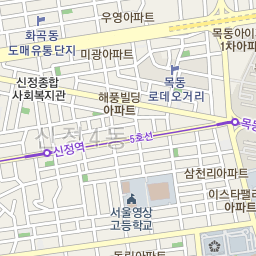 우영아파트
화곡동
도매유통단지
미광아파트
목동아이
1차아파
신정종합
사회복지관
목동
로데오거리
해풍빌딩
아파트
신정4동
5호선
목동
신정역
삼천리아파트
이스타팰리
아파트
서울영상
고등학교